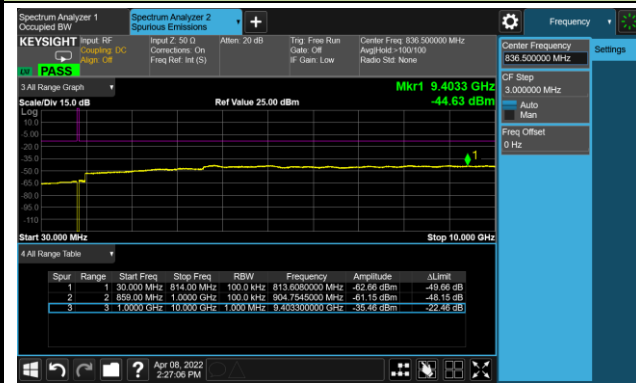 Spectrum Analyzer 1
Occupied BW
Spectrum Analyzer 2
Spurious Emissions
Frequency
KEYSIGHT
Input: RF
Coupling: DC
Align: Off
Input Z: 50 Ω
Corrections: On
Freq Ref: Int (S)
Atten: 20 dB
Trig: Free Run
Gate: Off
IF Gain: Low
Center Freq: 836.500000 MHz
Avg|Hold:>100/100
Radio Std: None
PASS
Center Frequency
836.500000 MHz
Settings
CF Step
3.000000 MHz
Auto
Man
Freq Offset
0 Hz
3 All Range Graph
Mkr1 9.4033 GHz
Scale/Div 15.0 dB
Ref Value 25.00 dBm
-44.63 dBm
Log
10.0
-5.00
-20.0
-35.0
-50.0
-65.0
-80.0
-95.0
-110
1
Start 30.000 MHz
Stop 10.000 GHz
4 All Range Table
Spur Range Start Freq Stop Freq RBW Frequency Amplitude ΔLimit
1 1 30.000 MHz 814.00 MHz 100.0 kHz 813.6080000 MHz -62.66 dBm -49.66 dB
2 2 859.00 MHz 1.0000 GHz 100.0 kHz 904.7545000 MHz -61.15 dBm -48.15 dB
3 3 1.0000 GHz 10.000 GHz 1.000 MHz 9.403300000 GHz -35.46 dBm -22.46 dB
Apr 08, 2022
2:27:06 PM